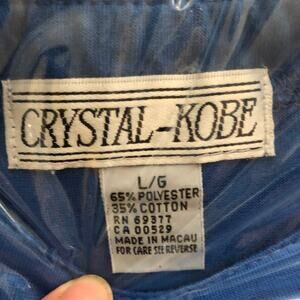 CRYSTAL-KOBE
L/G
65% POLYESTER
35% COTTON
RN 69377
CA 00529
MADE IN MACAU
FOR CARE SEE REVERSE